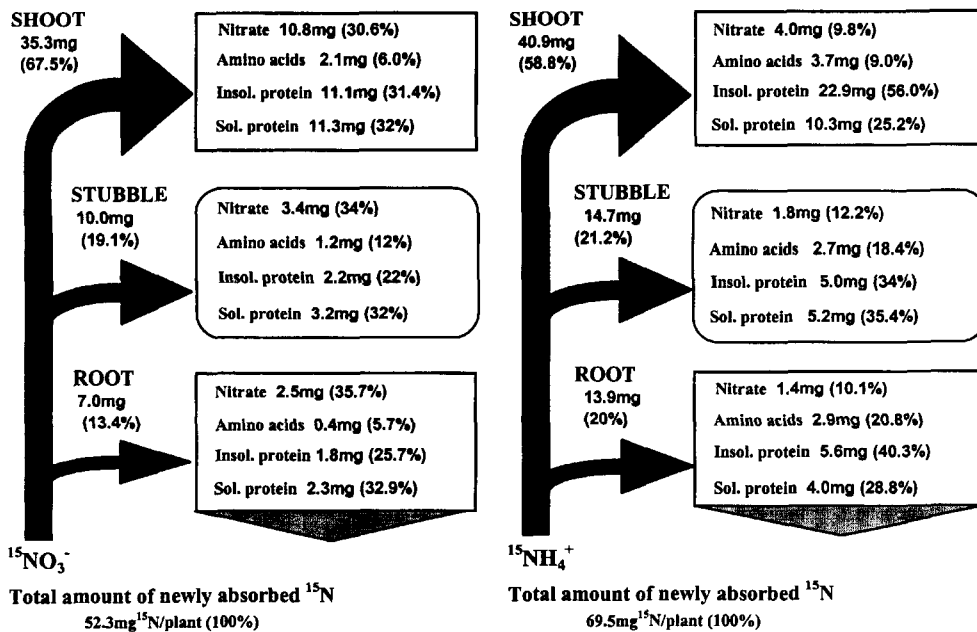 SHOOT
35.3mg
(67.5%)
Nitrate 10.8mg (30.6%)
Amino acids 2.1mg (6.0%)
Insol. protein 11.1mg (31.4%)
Sol. protein 11.3mg (32%)
STUBBLE
10.0mg
(19.1%)
Nitrate 3.4mg (34%)
Amino acids 1.2mg (12%)
Insol. protein 2.2mg (22%)
Sol. protein 3.2mg (32%)
ROOT
7.0mg
(13.4%)
Nitrate 2.5mg (35.7%)
Amino acids 0.4mg (5.7%)
Insol. protein 1.8mg (25.7%)
Sol. protein 2.3mg (32.9%)
¹⁵NO₃⁻
Total amount of newly absorbed ¹⁵N
52.3mg¹⁵N/plant (100%)
SHOOT
40.9mg
(58.8%)
Nitrate 4.0mg (9.8%)
Amino acids 3.7mg (9.0%)
Insol. protein 22.9mg (56.0%)
Sol. protein 10.3mg (25.2%)
STUBBLE
14.7mg
(21.2%)
Nitrate 1.8mg (12.2%)
Amino acids 2.7mg (18.4%)
Insol. protein 5.0mg (34%)
Sol. protein 5.2mg (35.4%)
ROOT
13.9mg
(20%)
Nitrate 1.4mg (10.1%)
Amino acids 2.9mg (20.8%)
Insol. protein 5.6mg (40.3%)
Sol. protein 4.0mg (28.8%)
¹⁵NH₄⁺
Total amount of newly absorbed ¹⁵N
69.5mg¹⁵N/plant (100%)